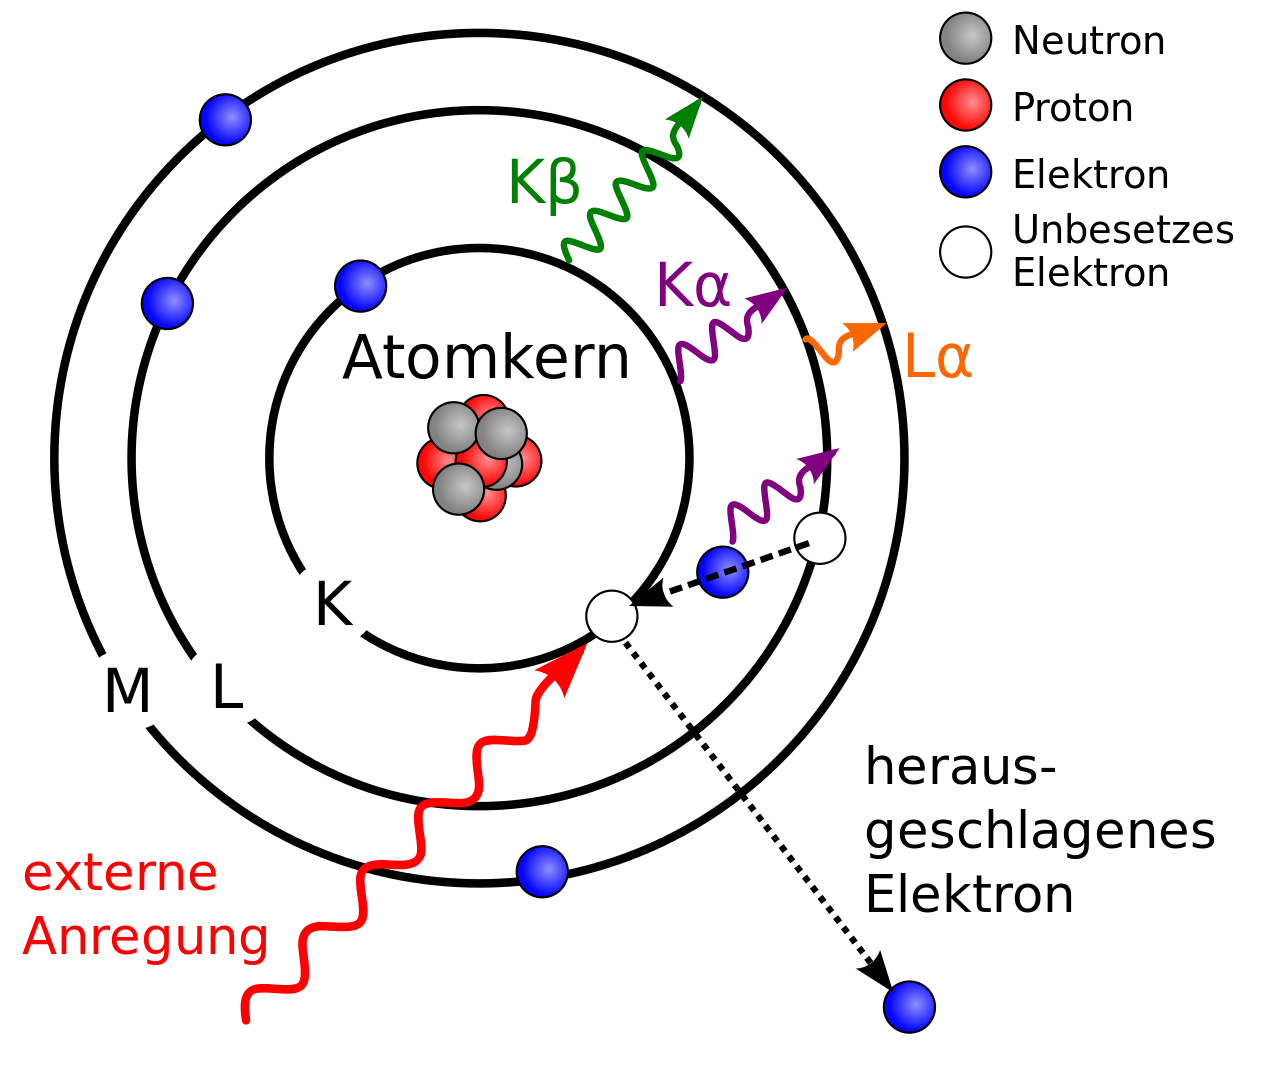 Neutron
Proton
Elektron
Unbesetzes
Elektron
Kβ
Kα
Lα
Atomkern
K
L
M
externe
Anregung
heraus-
geschlagenes
Elektron